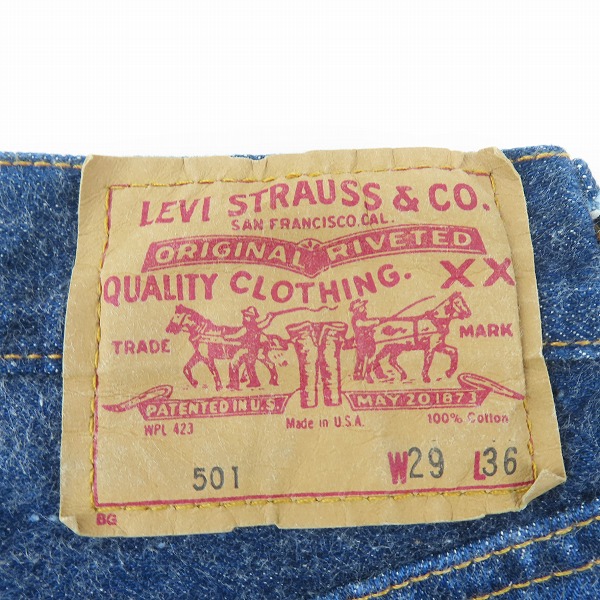 LEVI STRAUSS & CO.
SAN FRANCISCO. CAL.
ORIGINAL RIVETED
QUALITY CLOTHING. XX
TRADE MARK
PATENTED IN U.S. MAY 20 1873
WPL 423 Made in U.S.A. 100% Cotton
501 W29 L36
BG